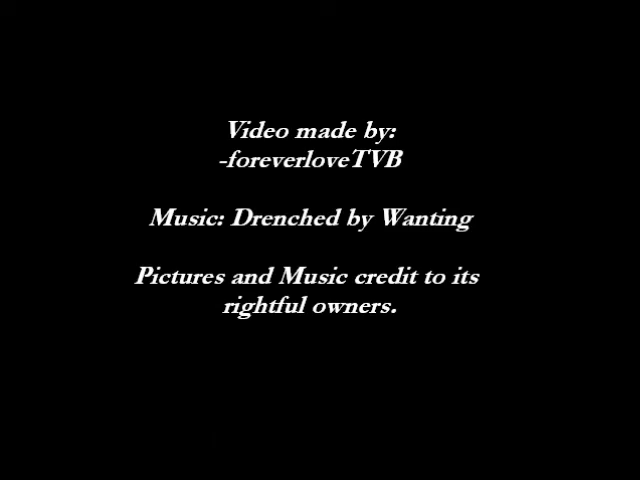 Video made by:
-foreverloveTVB
Music: Drenched by Wanting
Pictures and Music credit to its
rightful owners.